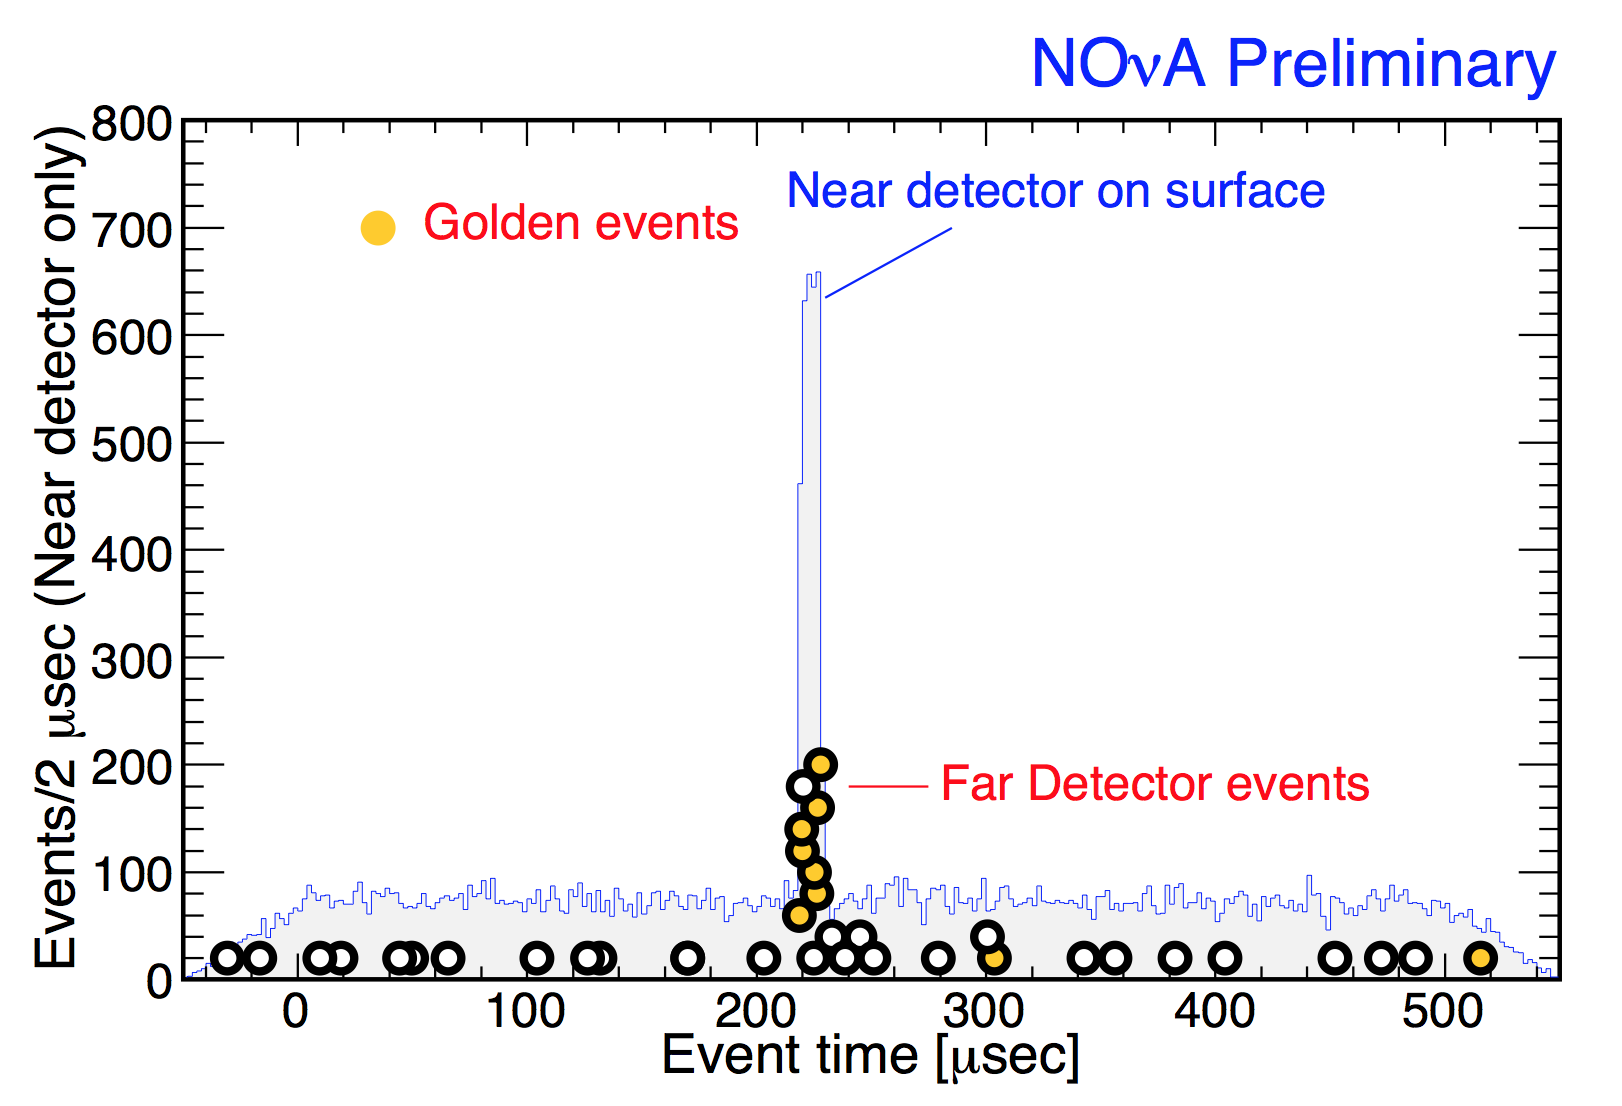 NOνA Preliminary
Events/2 μsec (Near detector only)
800
700
600
500
400
300
200
100
0
Golden events
Near detector on surface
Far Detector events
0 100 200 300 400 500
Event time [μsec]